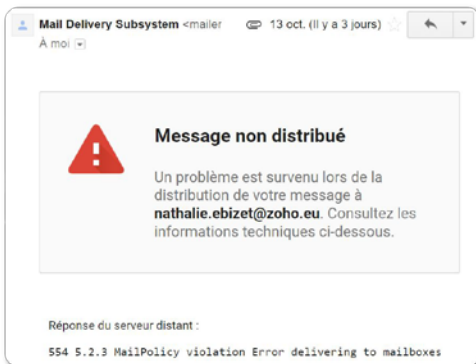 Mail Delivery Subsystem <mailer 13 oct. (Il y a 3 jours)
À moi
Message non distribué
Un problème est survenu lors de la
distribution de votre message à
nathalie.ebizet@zoho.eu. Consultez les
informations techniques ci-dessous.
Réponse du serveur distant :
554 5.2.3 MailPolicy violation Error delivering to mailboxes